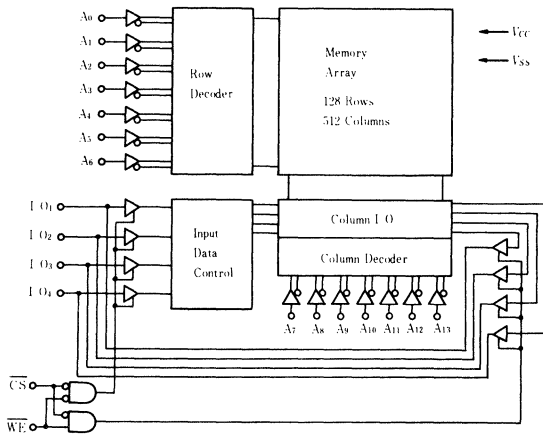 A0
A1
A2
A3
A4
A5
A6
Row
Decoder
Memory
Array
128 Rows
512 Columns
VCC
VSS
I O1
I O2
I O3
I O4
Input
Data
Control
Column I O
Column Decoder
A7 A8 A9 A10 A11 A12 A13
CS
WE